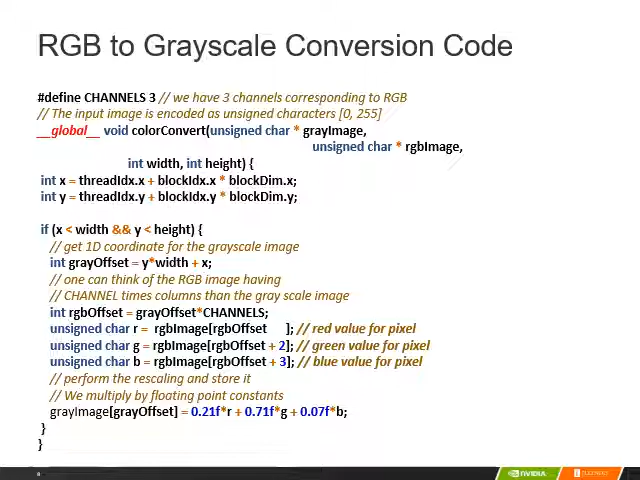 RGB to Grayscale Conversion Code
#define CHANNELS 3 // we have 3 channels corresponding to RGB
// The input image is encoded as unsigned characters [0, 255]
__global__ void colorConvert(unsigned char * grayImage,
unsigned char * rgbImage,
int width, int height) {
int x = threadIdx.x + blockIdx.x * blockDim.x;
int y = threadIdx.y + blockIdx.y * blockDim.y;
if (x < width && y < height) {
// get 1D coordinate for the grayscale image
int grayOffset = y*width + x;
// one can think of the RGB image having
// CHANNEL times columns than the gray scale image
int rgbOffset = grayOffset*CHANNELS;
unsigned char r = rgbImage[rgbOffset ]; // red value for pixel
unsigned char g = rgbImage[rgbOffset + 2]; // green value for pixel
unsigned char b = rgbImage[rgbOffset + 3]; // blue value for pixel
// perform the rescaling and store it
// We multiply by floating point constants
grayImage[grayOffset] = 0.21f*r + 0.71f*g + 0.07f*b;
}
}
NVIDIA